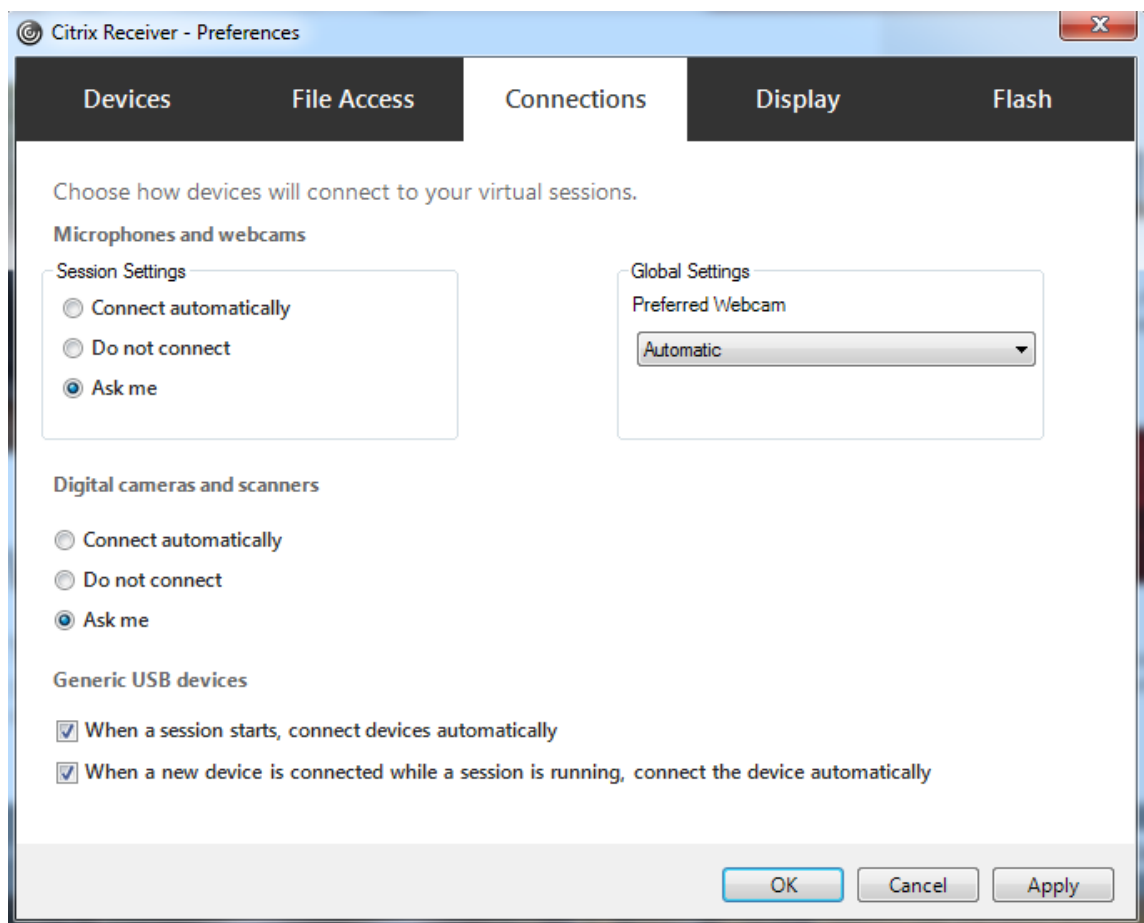 Citrix Receiver - Preferences
Devices File Access Connections Display Flash
Choose how devices will connect to your virtual sessions.
Microphones and webcams
Session Settings
Connect automatically
Do not connect
Ask me
Global Settings
Preferred Webcam
Automatic
Digital cameras and scanners
Connect automatically
Do not connect
Ask me
Generic USB devices
When a session starts, connect devices automatically
When a new device is connected while a session is running, connect the device automatically
OK Cancel Apply